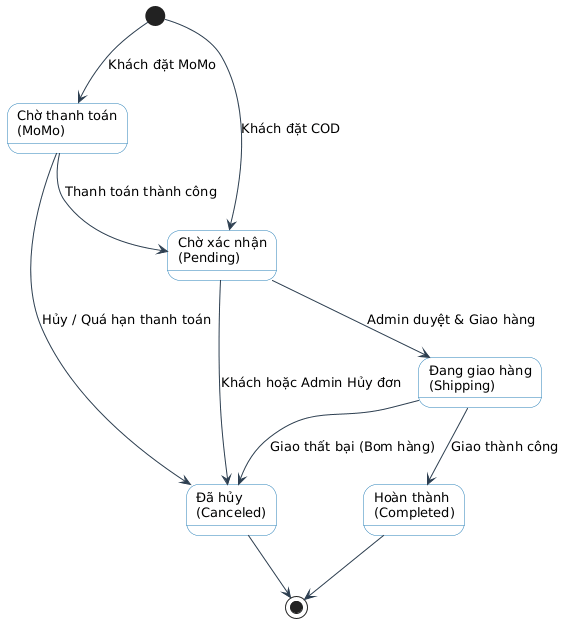 Khách đặt MoMo
Chờ thanh toán
(MoMo)
Khách đặt COD
Thanh toán thành công
Chờ xác nhận
(Pending)
Hủy / Quá hạn thanh toán
Admin duyệt & Giao hàng
Đang giao hàng
(Shipping)
Khách hoặc Admin Hủy đơn
Giao thất bại (Bom hàng)
Giao thành công
Đã hủy
(Canceled)
Hoàn thành
(Completed)